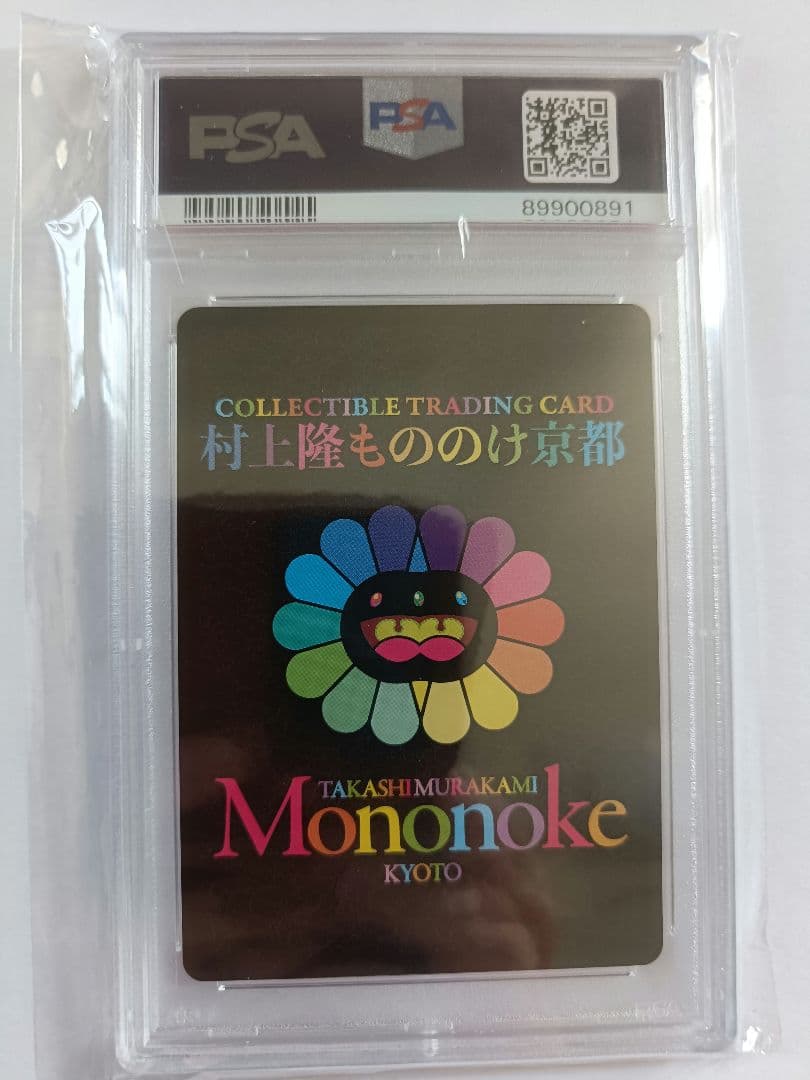 PSA
PSA
89900891
COLLECTIBLE TRADING CARD
村上隆もののけ京都
TAKASHI MURAKAMI
Mononoke
KYOTO